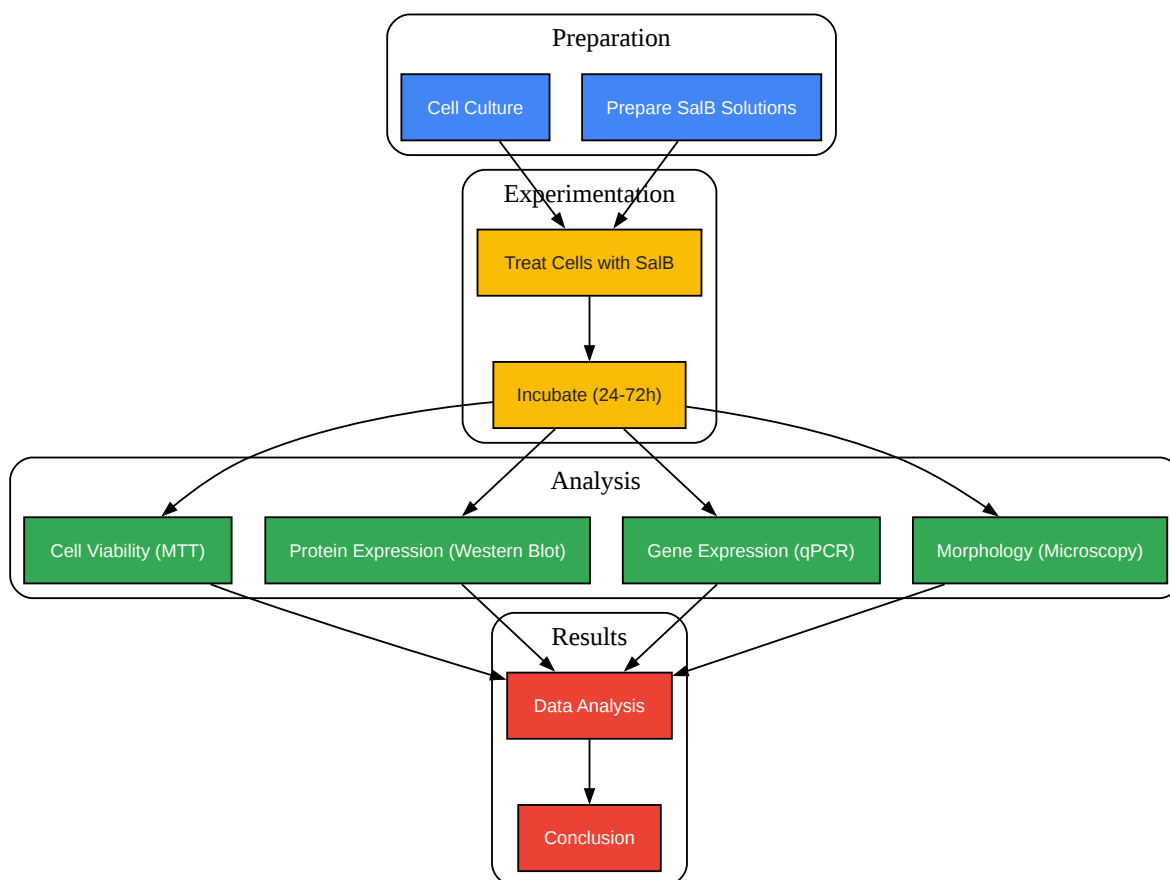 Preparation
Cell Culture
Prepare SalB Solutions
Experimentation
Treat Cells with SalB
Incubate (24-72h)
Analysis
Cell Viability (MTT)
Protein Expression (Western Blot)
Gene Expression (qPCR)
Morphology (Microscopy)
Results
Data Analysis
Conclusion